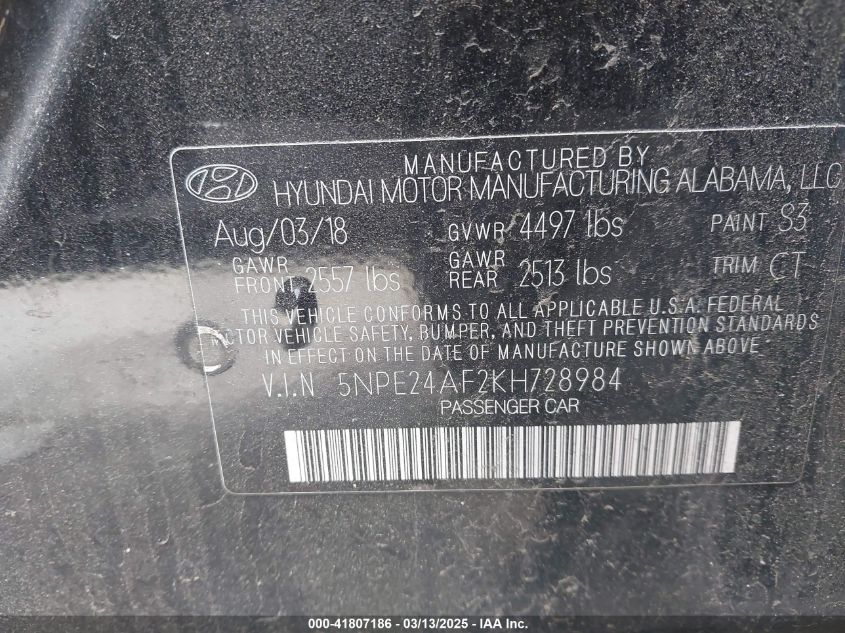 MANUFACTURED BY
HYUNDAI MOTOR MANUFACTURING ALABAMA, LLC
Aug/03/18 GVWR 4497 lbs PAINT S3
GAWR FRONT 2557 lbs GAWR REAR 2513 lbs TRIM CT
THIS VEHICLE CONFORMS TO ALL APPLICABLE U.S.A. FEDERAL
TOR VEHICLE SAFETY, BUMPER, AND THEFT PREVENTION STANDARDS
IN EFFECT ON THE DATE OF MANUFACTURE SHOWN ABOVE.
V.I.N 5NPE24AF2KH728984
PASSENGER CAR
000-41807186 - 03/13/2025 - IAA Inc.